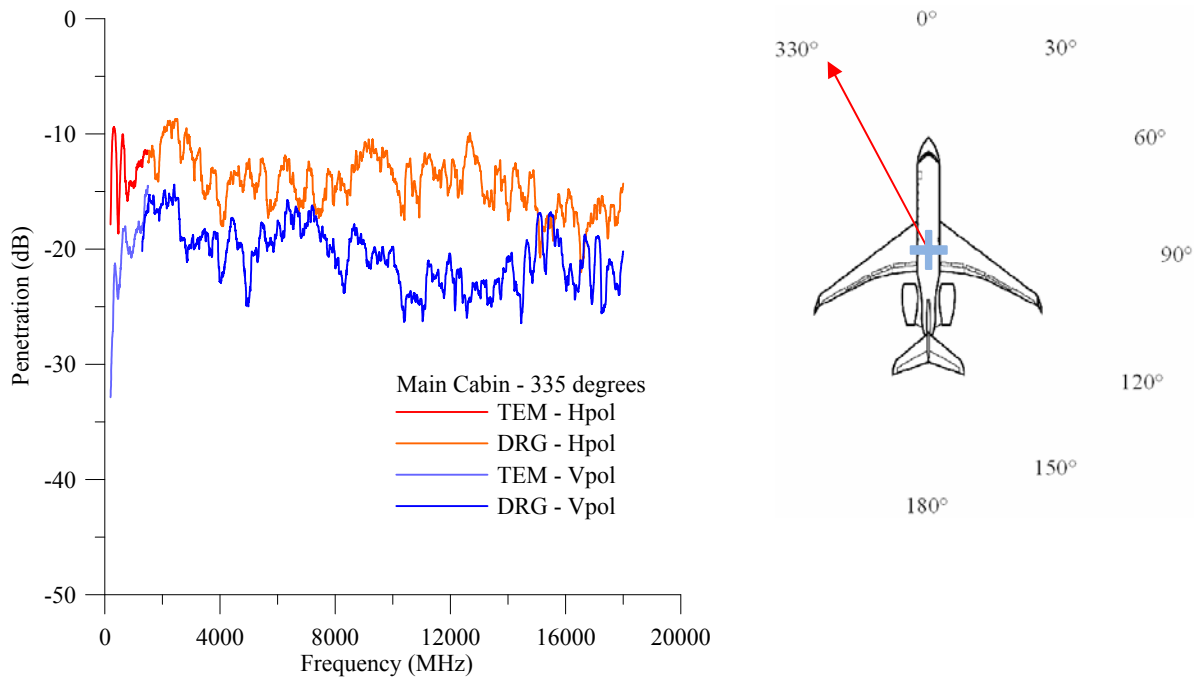 0
-10
-20
-30
-40
-50
Penetration (dB)
0
4000
8000
12000
16000
20000
Frequency (MHz)
Main Cabin - 335 degrees
TEM - Hpol
DRG - Hpol
TEM - Vpol
DRG - Vpol
0°
330°
30°
60°
90°
120°
150°
180°